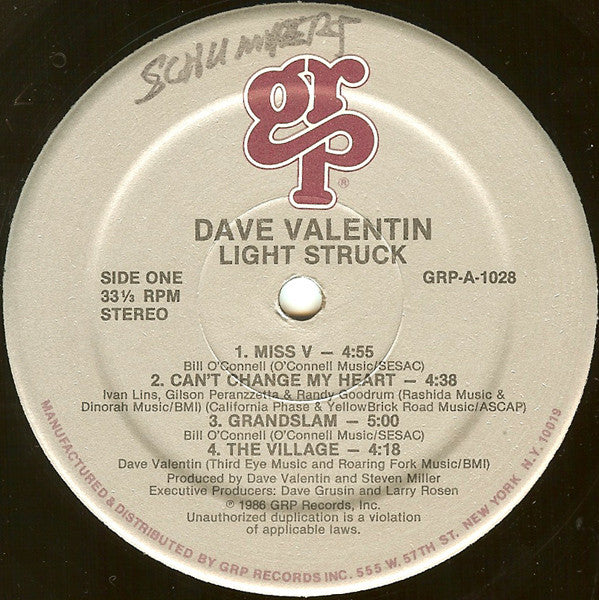 SCHUMPERT
grp®
DAVE VALENTIN
LIGHT STRUCK
SIDE ONE
33⅓ RPM
STEREO
GRP-A-1028
1. MISS V – 4:55
Bill O'Connell (O'Connell Music/SESAC)
2. CAN'T CHANGE MY HEART – 4:38
Ivan Lins, Gilson Peranzzetta & Randy Goodrum (Rashida Music &
Dinorah Music/BMI) (California Phase & YellowBrick Road Music/ASCAP)
3. GRANDSLAM – 5:00
Bill O'Connell (O'Connell Music/SESAC)
4. THE VILLAGE – 4:18
Dave Valentin (Third Eye Music and Roaring Fork Music/BMI)
Produced by Dave Valentin and Steven Miller
Executive Producers: Dave Grusin and Larry Rosen
℗ 1986 GRP Records, Inc.
Unauthorized duplication is a violation
of applicable laws.
MANUFACTURED & DISTRIBUTED BY GRP RECORDS INC. 555 W. 57TH ST. NEW YORK N.Y. 10019